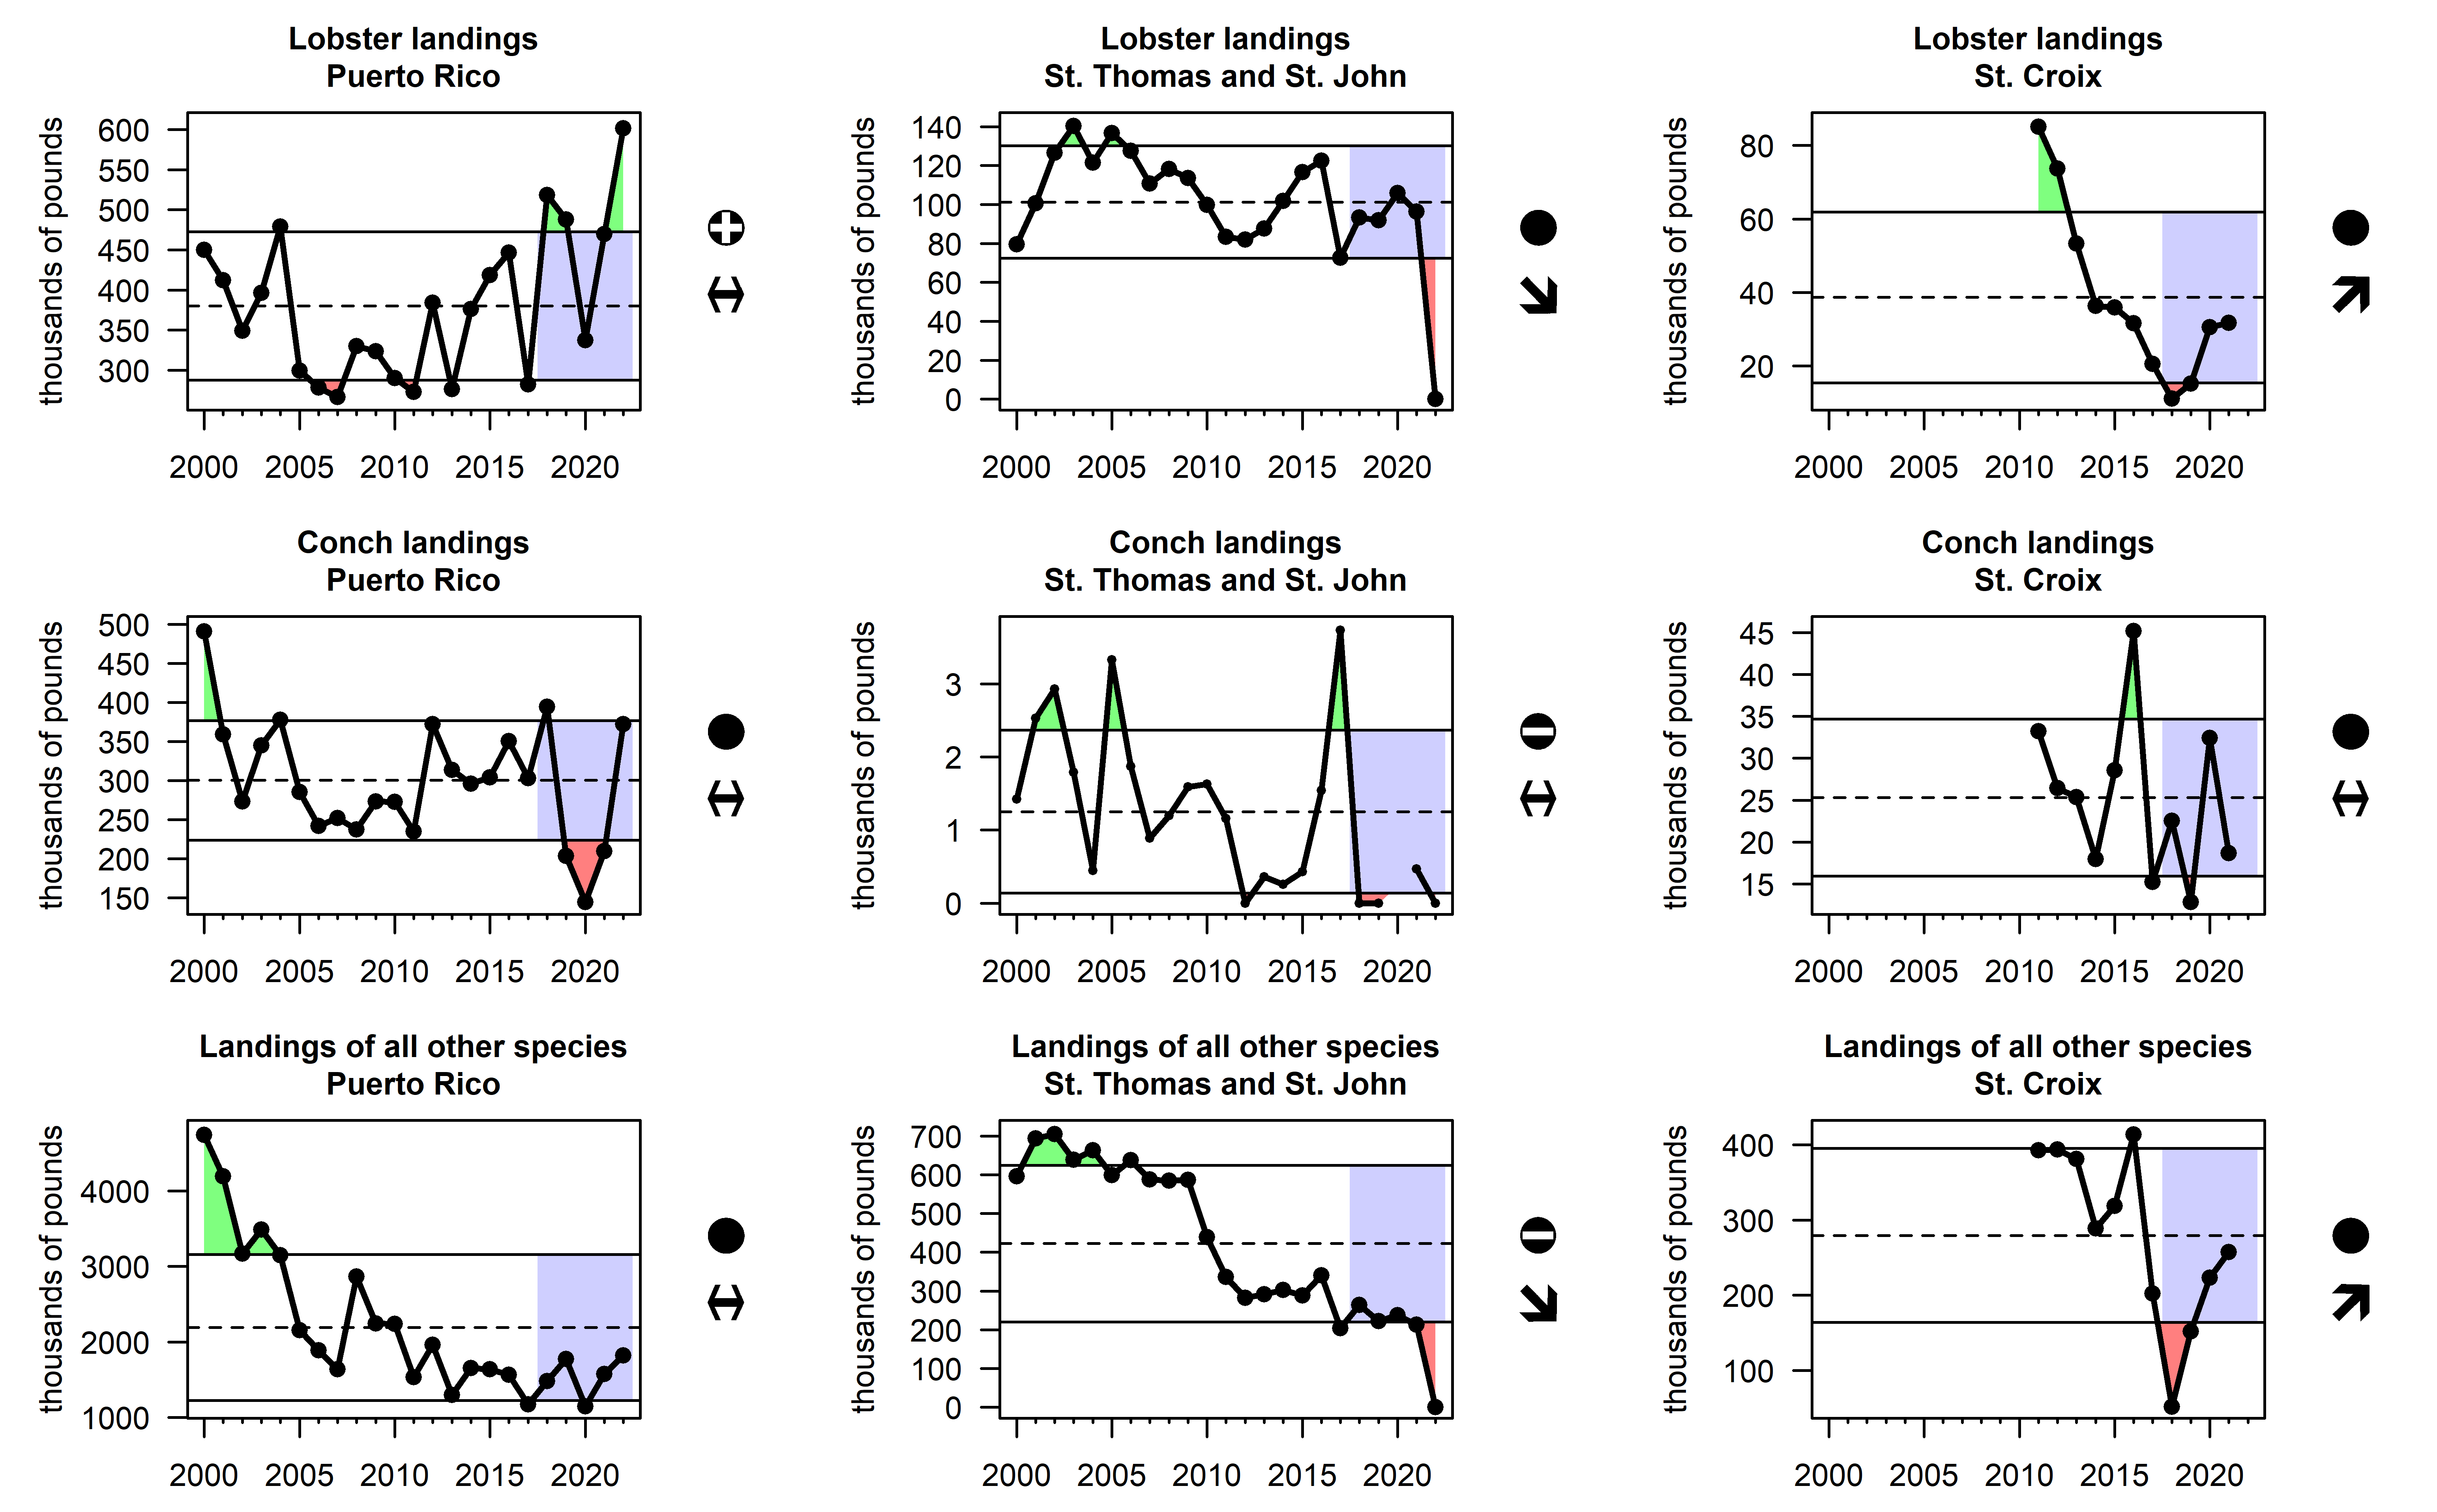 Lobster landings
Puerto Rico
thousands of pounds
600
550
500
450
400
350
300
2000 2005 2010 2015 2020
Lobster landings
St. Thomas and St. John
thousands of pounds
140
120
100
80
60
40
20
0
2000 2005 2010 2015 2020
Lobster landings
St. Croix
thousands of pounds
80
60
40
20
2000 2005 2010 2015 2020
Conch landings
Puerto Rico
thousands of pounds
500
450
400
350
300
250
200
150
2000 2005 2010 2015 2020
Conch landings
St. Thomas and St. John
thousands of pounds
3
2
1
0
2000 2005 2010 2015 2020
Conch landings
St. Croix
thousands of pounds
45
40
35
30
25
20
15
2000 2005 2010 2015 2020
Landings of all other species
Puerto Rico
thousands of pounds
4000
3000
2000
1000
2000 2005 2010 2015 2020
Landings of all other species
St. Thomas and St. John
thousands of pounds
700
600
500
400
300
200
100
0
2000 2005 2010 2015 2020
Landings of all other species
St. Croix
thousands of pounds
400
300
200
100
2000 2005 2010 2015 2020